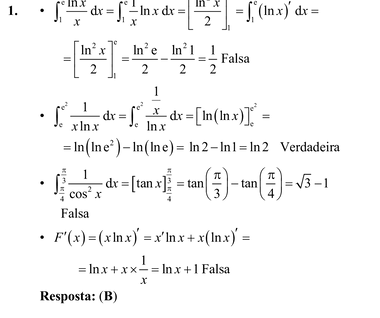 1. • ∫₁ᵉ (ln x)/x dx = ∫₁ᵉ (1/x) ln x dx = [(ln² x)/2]₁ᵉ = ∫₁ᵉ (ln x)′ dx =
= [(ln² x)/2]₁ᵉ = (ln² e)/2 − (ln² 1)/2 = 1/2 Falsa
• ∫ₑ^(e²) 1/(x ln x) dx = ∫ₑ^(e²) (1/x)/(ln x) dx = [ln(ln x)]ₑ^(e²) =
= ln(ln e²) − ln(ln e) = ln 2 − ln 1 = ln 2 Verdadeira
• ∫_(π/4)^(π/3) 1/(cos² x) dx = [tan x]_(π/4)^(π/3) = tan(π/3) − tan(π/4) = √3 − 1
Falsa
• F′(x) = (x ln x)′ = x′ ln x + x(ln x)′ =
= ln x + x × 1/x = ln x + 1 Falsa
Resposta: (B)